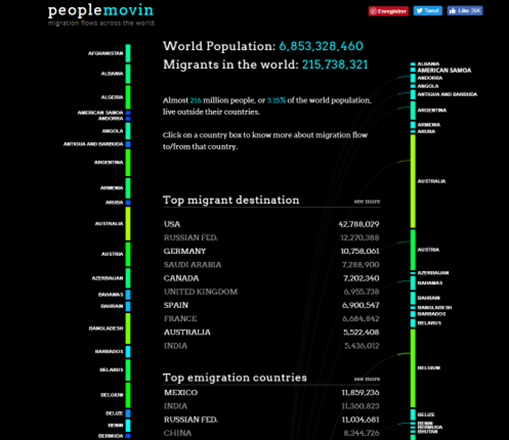 peoplemovin
migration flows across the world.
Enregistrer
Tweet
Like 26K
World Population: 6,853,328,460
Migrants in the world: 215,738,321
Almost 216 million people, or 3.15% of the world population,
live outside their countries.
Click on a country box to know more about migration flow
to/from that country.
Top migrant destination see more
USA 42,788,029
RUSSIAN FED. 12,270,388
GERMANY 10,758,061
SAUDI ARABIA 7,288,900
CANADA 7,202,340
UNITED KINGDOM 6,955,738
SPAIN 6,900,547
FRANCE 6,684,842
AUSTRALIA 5,522,408
INDIA 5,436,012
Top emigration countries see more
MEXICO 11,859,236
INDIA 11,360,823
RUSSIAN FED. 11,034,681
CHINA 8,344,726
AFGHANISTAN
ALBANIA
ALGERIA
AMERICAN SAMOA
ANDORRA
ANGOLA
ANTIGUA AND BARBUDA
ARGENTINA
ARMENIA
ARUBA
AUSTRALIA
AUSTRIA
AZERBAIJAN
BAHAMAS
BAHRAIN
BANGLADESH
BARBADOS
BELARUS
BELGIUM
BELIZE
BENIN
BERMUDA
ALBANIA
AMERICAN SAMOA
ANDORRA
ANGOLA
ANTIGUA AND BARBUDA
ARGENTINA
ARMENIA
ARUBA
AUSTRALIA
AUSTRIA
AZERBAIJAN
BAHAMAS
BAHRAIN
BANGLADESH
BARBADOS
BELARUS
BELGIUM
BELIZE
BENIN
BERMUDA
BHUTAN